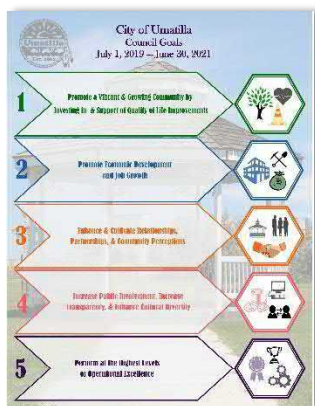 Umatilla
City of Umatilla
Council Goals
July 1, 2019 – June 30, 2021
1
Promote a Vibrant & Growing Community by
Investing in & Support of Quality of Life Improvements
2
Promote Economic Development
and Job Growth
3
Enhance & Cultivate Relationships,
Partnerships, & Community Perceptions
4
Increase Public Involvement, Increase
Transparency, & Enhance Cultural Diversity
5
Perform at the Highest Levels
of Operational Excellence